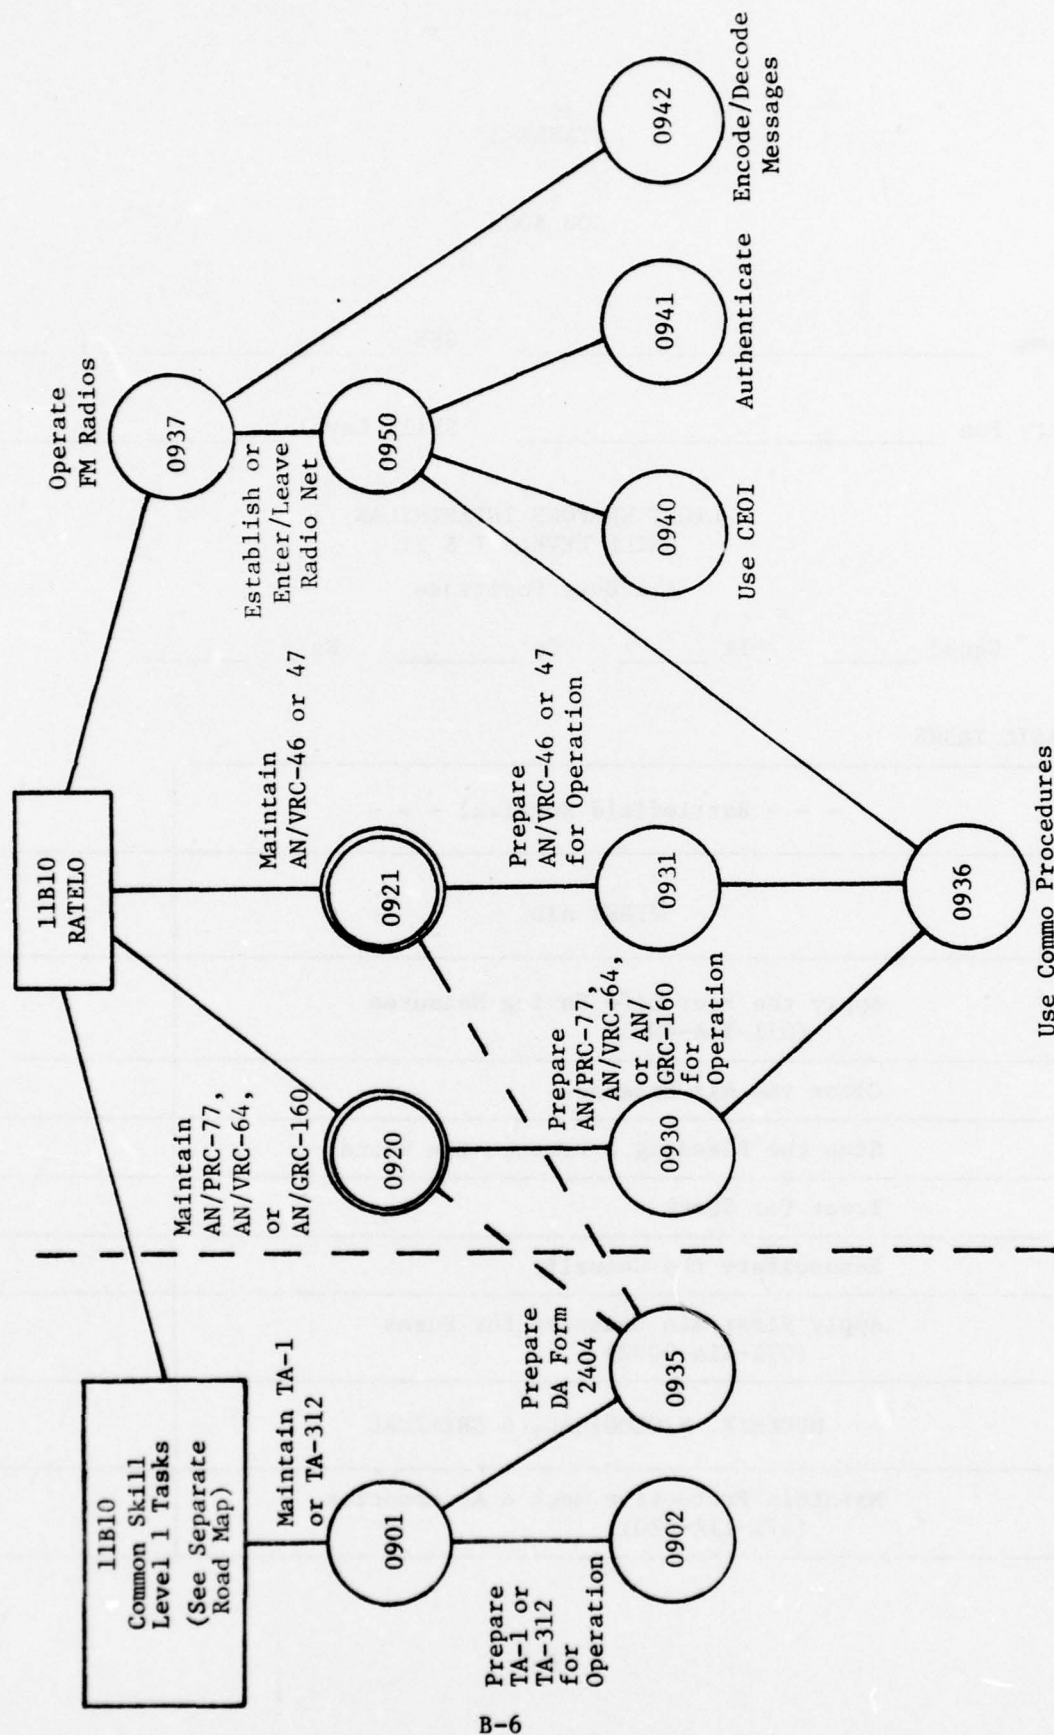 11B10
Common Skill
Level 1 Tasks
(See Separate
Road Map)
11B10
RATELO
Operate
FM Radios
0937
Maintain TA-1
or TA-312
0901
Maintain
AN/PRC-77,
AN/VRC-64,
or
AN/GRC-160
0920
Maintain
AN/VRC-46 or 47
0921
Establish or
Enter/Leave
Radio Net
0950
Prepare
TA-1 or
TA-312
for
Operation
0902
Prepare
DA Form
2404
0935
Prepare
AN/PRC-77,
AN/VRC-64,
or AN/
GRC-160
for
Operation
0930
Prepare
AN/VRC-46 or 47
for Operation
0931
0940
Use CEOI
0941
Authenticate
0942
Encode/Decode
Messages
0936
Use Commo Procedures
B-6